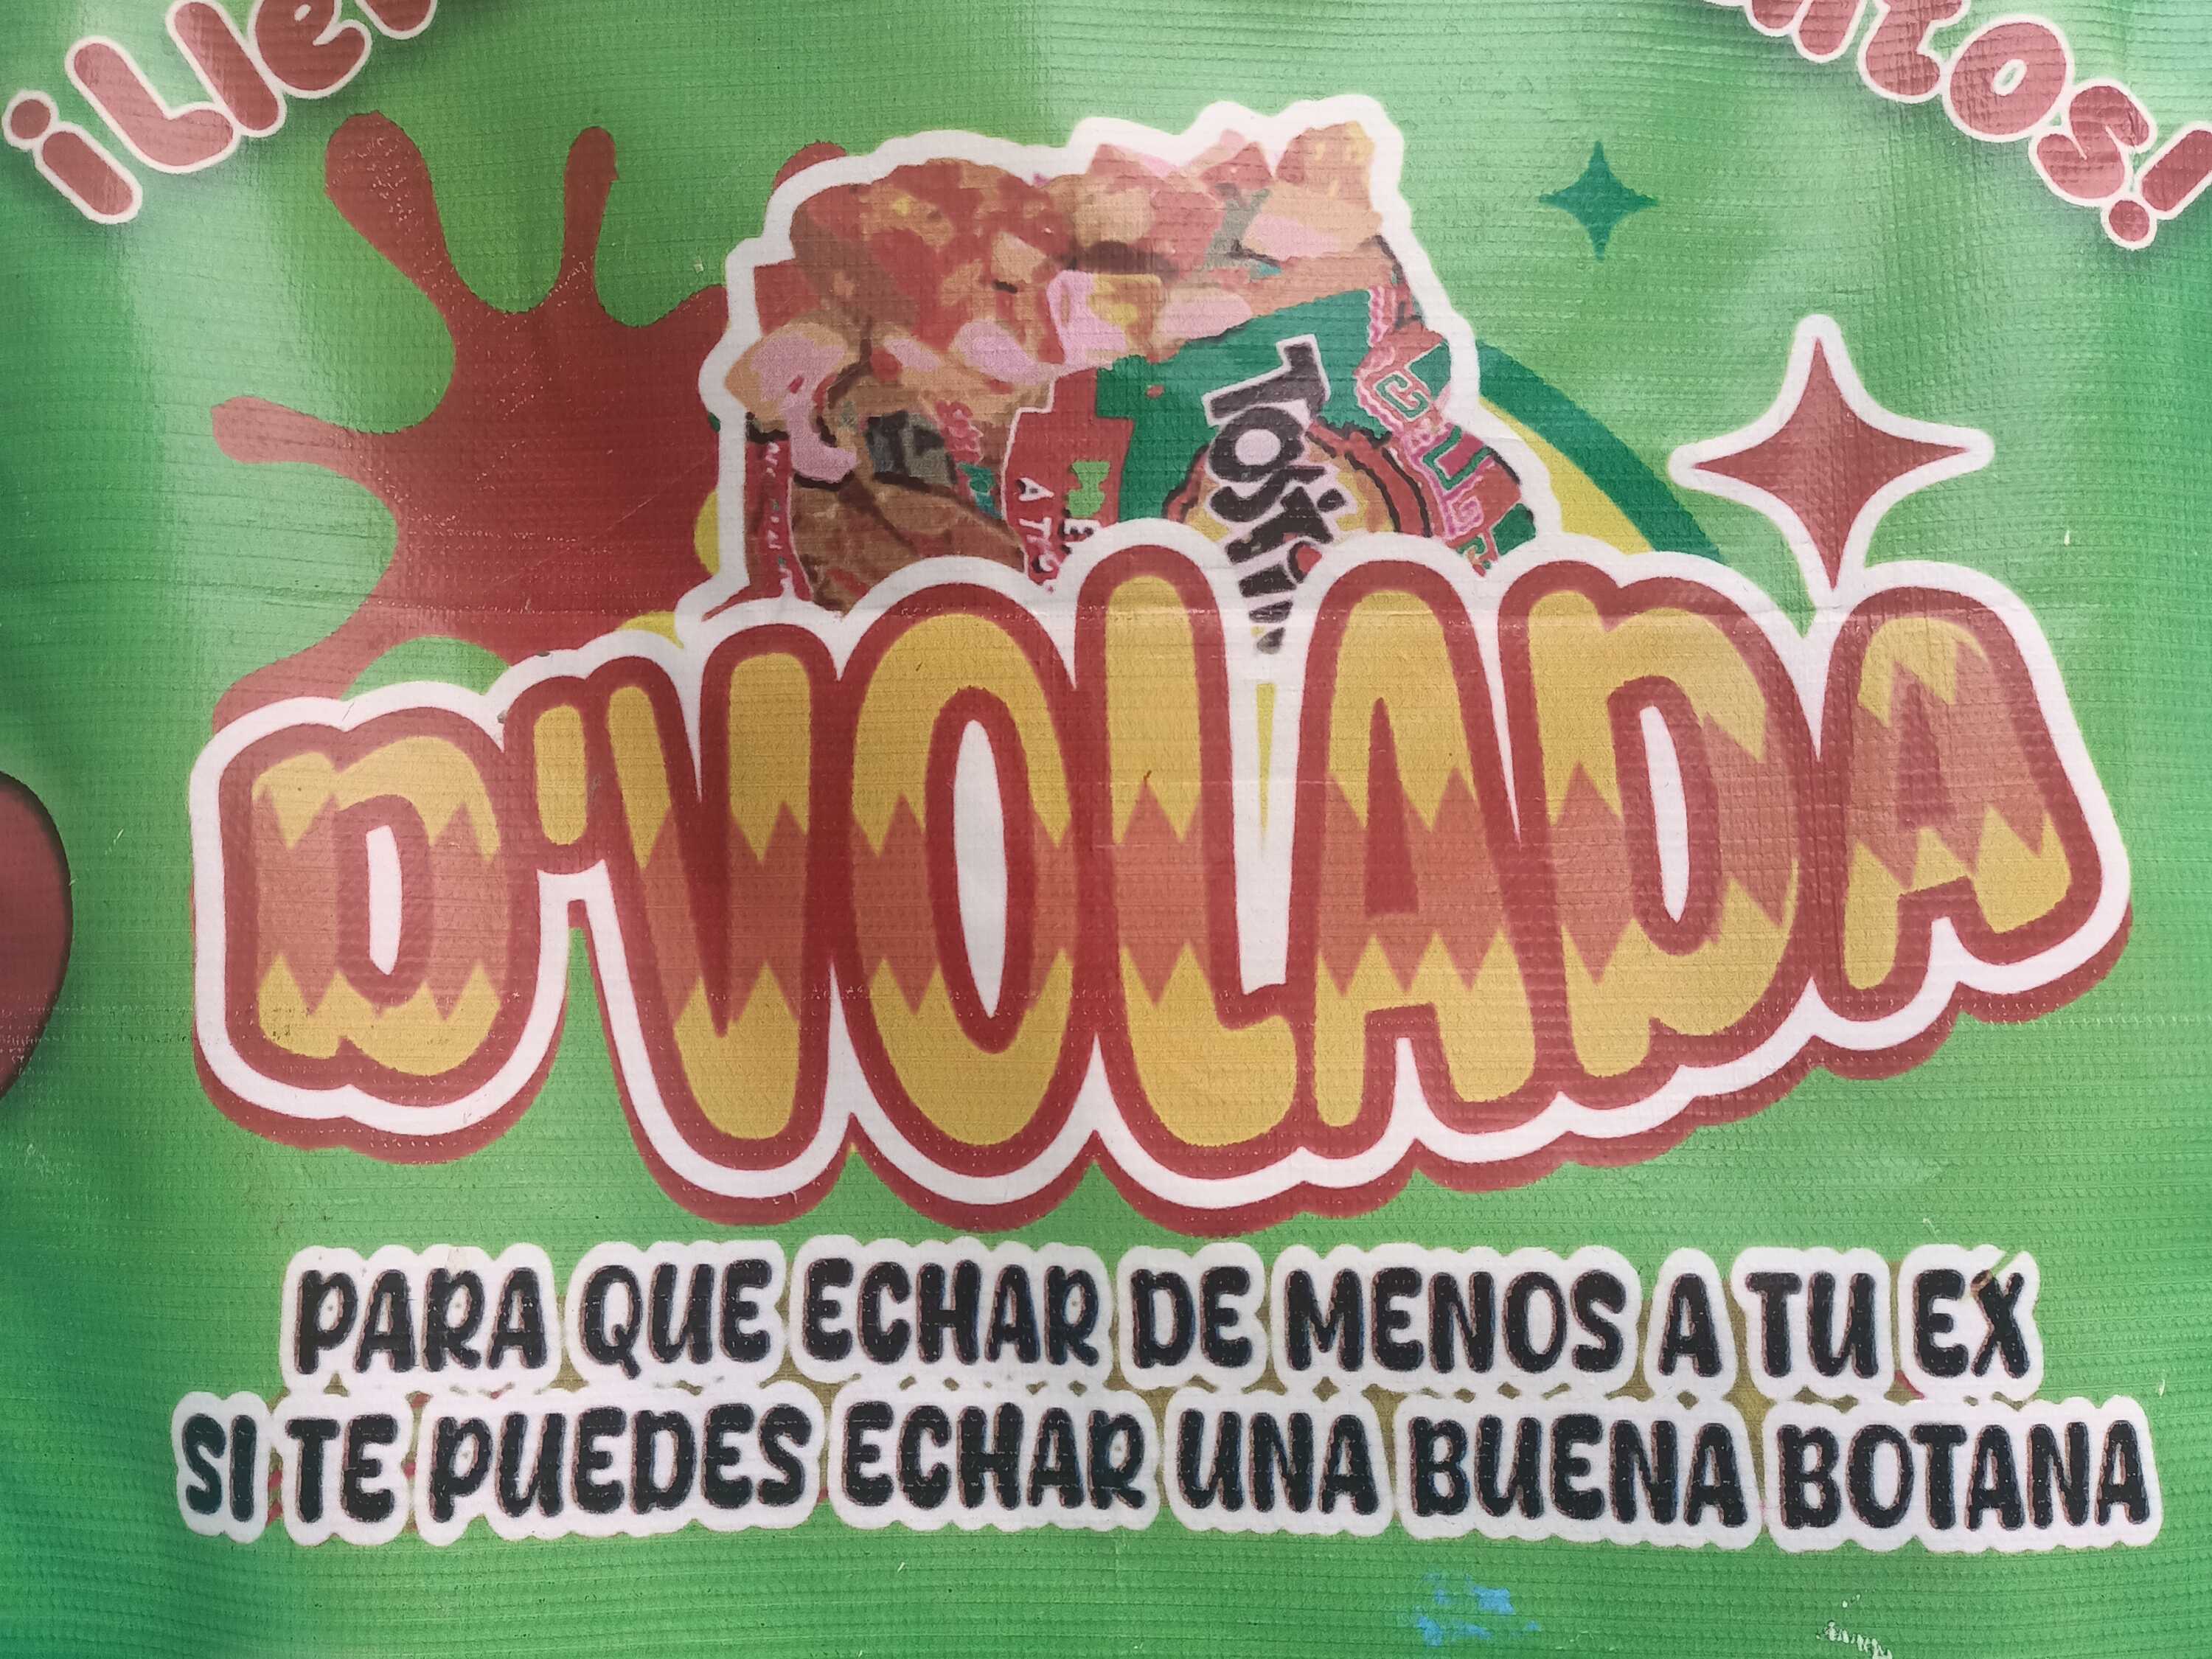 D'VOLADA
PARA QUE ECHAR DE MENOS A TU EX
SI TE PUEDES ECHAR UNA BUENA BOTANA